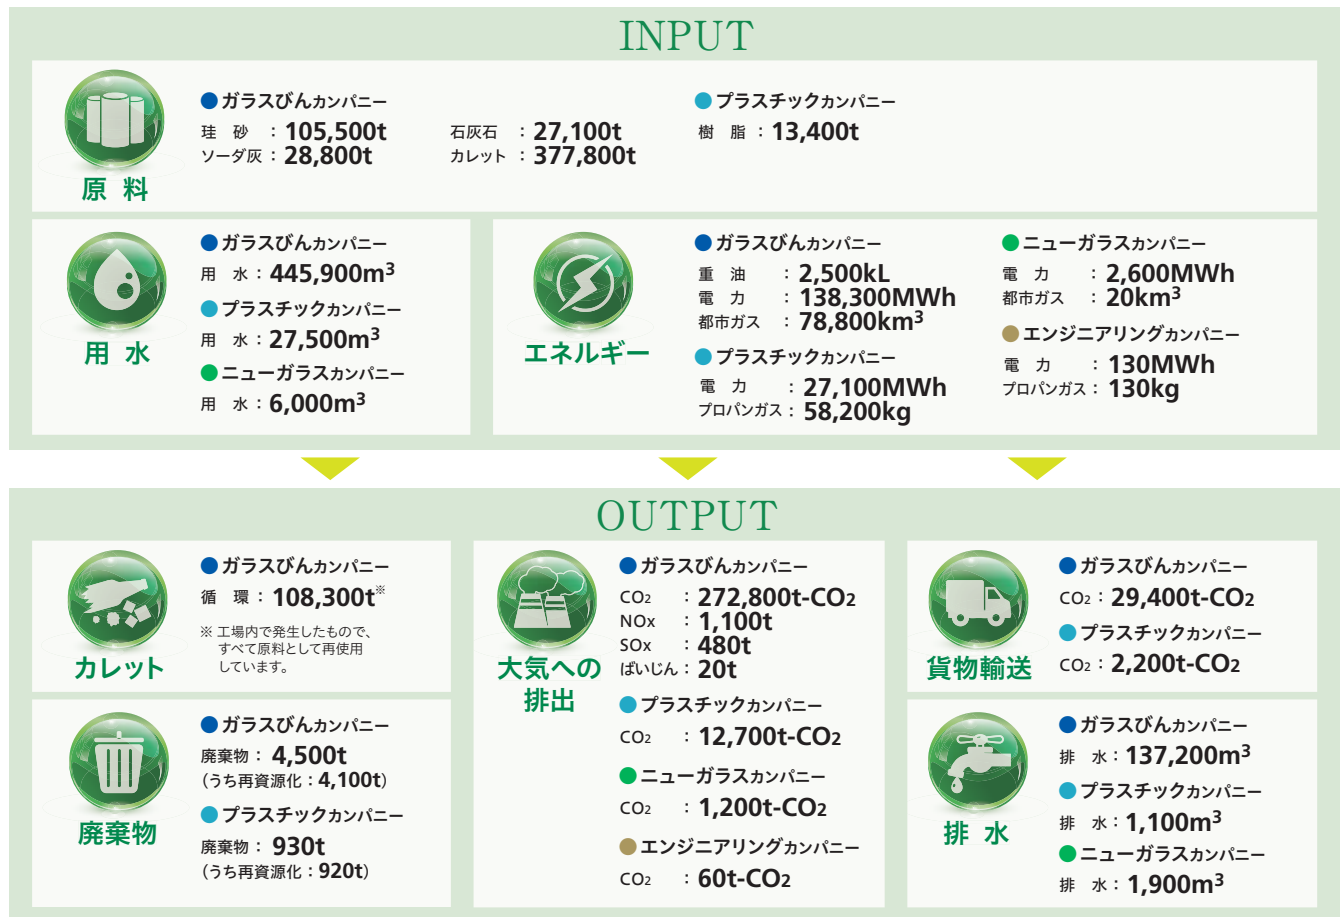 INPUT
原料
●ガラスびんカンパニー
珪砂：105,500t
ソーダ灰：28,800t
石灰石：27,100t
カレット：377,800t
●プラスチックカンパニー
樹脂：13,400t
用水
●ガラスびんカンパニー
用水：445,900m³
●プラスチックカンパニー
用水：27,500m³
●ニューガラスカンパニー
用水：6,000m³
エネルギー
●ガラスびんカンパニー
重油：2,500kL
電力：138,300MWh
都市ガス：78,800km³
●プラスチックカンパニー
電力：27,100MWh
プロパンガス：58,200kg
●ニューガラスカンパニー
電力：2,600MWh
都市ガス：20km³
●エンジニアリングカンパニー
電力：130MWh
プロパンガス：130kg
OUTPUT
カレット
●ガラスびんカンパニー
循環：108,300t※
※ 工場内で発生したもので、
すべて原料として再使用
しています。
廃棄物
●ガラスびんカンパニー
廃棄物：4,500t
（うち再資源化：4,100t）
●プラスチックカンパニー
廃棄物：930t
（うち再資源化：920t）
大気への
排出
●ガラスびんカンパニー
CO₂：272,800t-CO₂
NOx：1,100t
SOx：480t
ばいじん：20t
●プラスチックカンパニー
CO₂：12,700t-CO₂
●ニューガラスカンパニー
CO₂：1,200t-CO₂
●エンジニアリングカンパニー
CO₂：60t-CO₂
貨物輸送
●ガラスびんカンパニー
CO₂：29,400t-CO₂
●プラスチックカンパニー
CO₂：2,200t-CO₂
排水
●ガラスびんカンパニー
排水：137,200m³
●プラスチックカンパニー
排水：1,100m³
●ニューガラスカンパニー
排水：1,900m³